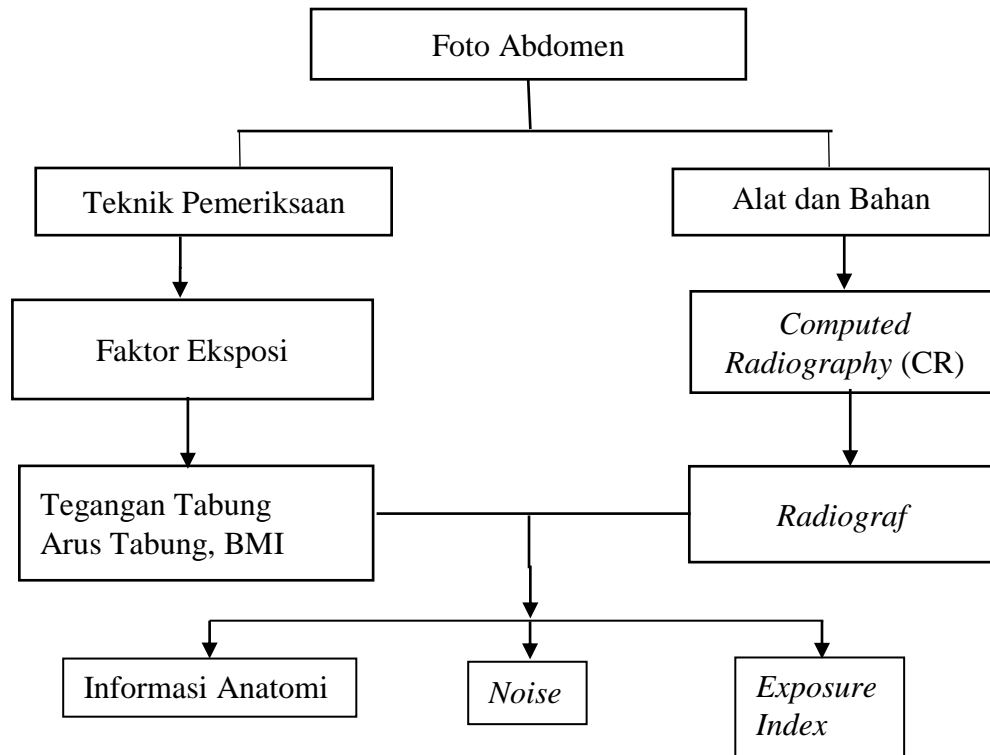 Foto Abdomen
Teknik Pemeriksaan
Alat dan Bahan
Faktor Eksposi
Computed
Radiography (CR)
Tegangan Tabung
Arus Tabung, BMI
Radiograf
Informasi Anatomi
Noise
Exposure
Index